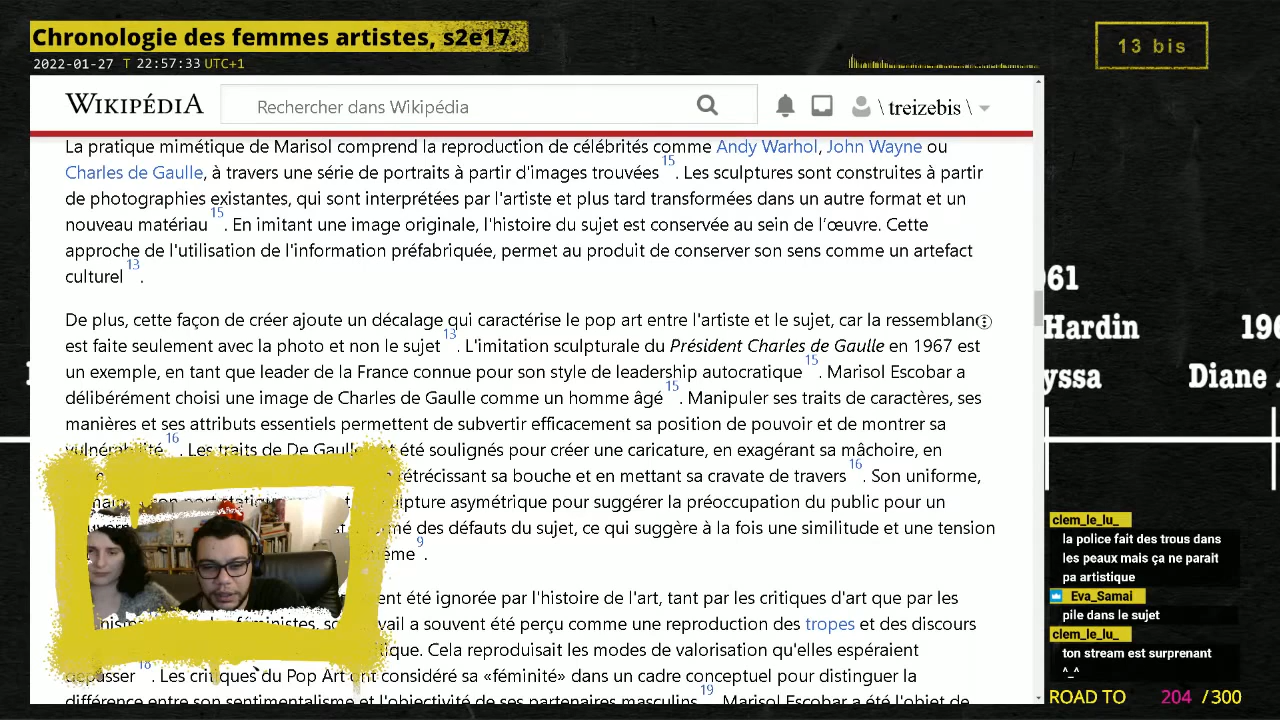 Chronologie des femmes artistes, s2e17.
2022-01-27 T 22:57:33 UTC+1
13 bis
WIKIPÉDIA
Rechercher dans Wikipédia
\ treizebis \
La pratique mimétique de Marisol comprend la reproduction de célébrités comme Andy Warhol, John Wayne ou
Charles de Gaulle, à travers une série de portraits à partir d'images trouvées 15. Les sculptures sont construites à partir
de photographies existantes, qui sont interprétées par l'artiste et plus tard transformées dans un autre format et un
nouveau matériau 15. En imitant une image originale, l'histoire du sujet est conservée au sein de l'œuvre. Cette
approche de l'utilisation de l'information préfabriquée, permet au produit de conserver son sens comme un artefact
culturel 13.
De plus, cette façon de créer ajoute un décalage qui caractérise le pop art entre l'artiste et le sujet, car la ressemblanc
est faite seulement avec la photo et non le sujet 13. L'imitation sculpturale du Président Charles de Gaulle en 1967 est
un exemple, en tant que leader de la France connue pour son style de leadership autocratique 15. Marisol Escobar a
délibérément choisi une image de Charles de Gaulle comme un homme âgé 15. Manipuler ses traits de caractères, ses
manières et ses attributs essentiels permettent de subvertir efficacement sa position de pouvoir et de montrer sa
vulnérabilité 16. Les traits de De Gaulle ont été soulignés pour créer une caricature, en exagérant sa mâchoire, en
rétrécissant sa bouche et en mettant sa cravate de travers 16. Son uniforme,
son port statique sculpture asymétrique pour suggérer la préoccupation du public pour un
des défauts du sujet, ce qui suggère à la fois une similitude et une tension
9.
été ignorée par l'histoire de l'art, tant par les critiques d'art que par les
féministes, a souvent été perçu comme une reproduction des tropes et des discours
Cela reproduisait les modes de valorisation qu'elles espéraient
dépasser 18. Les critiques du Pop Art ont considéré sa «féminité» dans un cadre conceptuel pour distinguer la
différence entre son sentimentalisme et l'objectivité de ses partenaires masculins 19. Marisol Escobar a été l'objet de
61
Hardin
yssa
196
Diane
clem_le_lu_
la police fait des trous dans
les peaux mais ça ne parait
pa artistique
Eva_Samai
pile dans le sujet
clem_le_lu_
ton stream est surprenant
^_^
ROAD TO 204 / 300